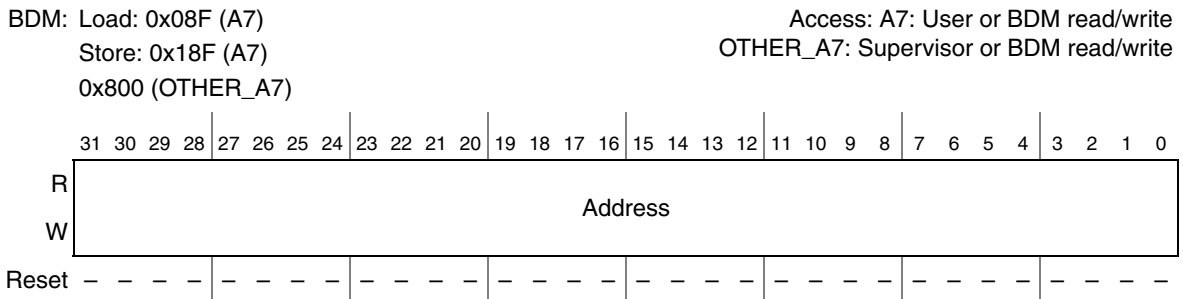 BDM: Load: 0x08F (A7) Access: A7: User or BDM read/write
Store: 0x18F (A7) OTHER_A7: Supervisor or BDM read/write
0x800 (OTHER_A7)
31 30 29 28 27 26 25 24 23 22 21 20 19 18 17 16 15 14 13 12 11 10 9 8 7 6 5 4 3 2 1 0
R
Address
W
Reset – – – – – – – – – – – – – – – – – – – – – – – – – – – – – – – –